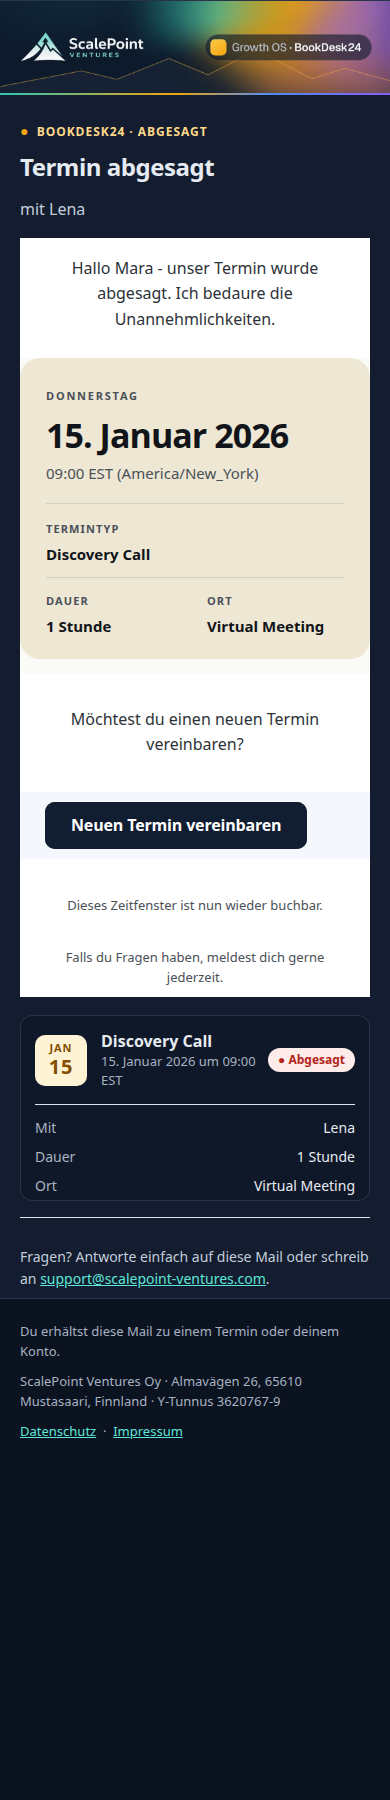 ScalePoint
VENTURES
Growth OS · BookDesk24
● BOOKDESK24 · ABGESAGT
Termin abgesagt
mit Lena
Hallo Mara - unser Termin wurde
abgesagt. Ich bedaure die
Unannehmlichkeiten.
DONNERSTAG
15. Januar 2026
09:00 EST (America/New_York)
TERMINTYP
Discovery Call
DAUER
ORT
1 Stunde
Virtual Meeting
Möchtest du einen neuen Termin
vereinbaren?
Neuen Termin vereinbaren
Dieses Zeitfenster ist nun wieder buchbar.
Falls du Fragen haben, meldest dich gerne
jederzeit.
JAN
15
Discovery Call
15. Januar 2026 um 09:00
EST
● Abgesagt
Mit Lena
Dauer 1 Stunde
Ort Virtual Meeting
Fragen? Antworte einfach auf diese Mail oder schreib
an support@scalepoint-ventures.com.
Du erhältst diese Mail zu einem Termin oder deinem
Konto.
ScalePoint Ventures Oy · Almavägen 26, 65610
Mustasaari, Finnland · Y-Tunnus 3620767-9
Datenschutz · Impressum